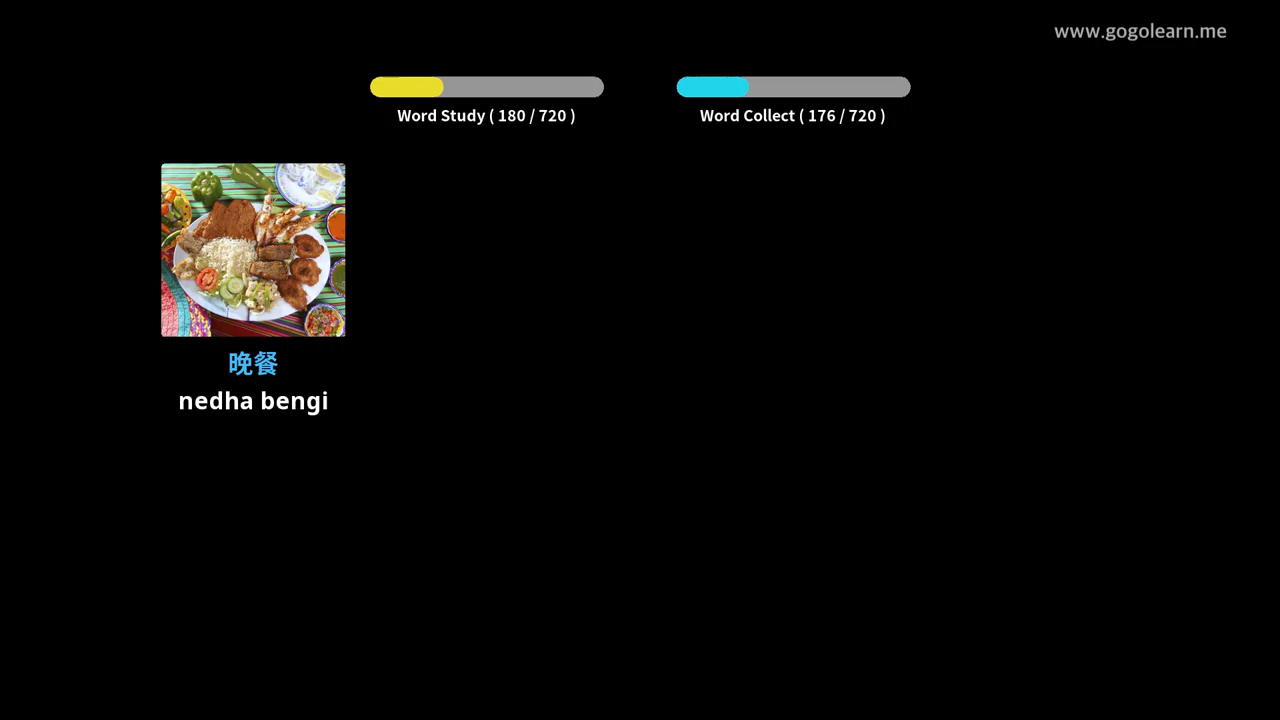 www.gogolearn.me
Word Study ( 180 / 720 )
Word Collect ( 176 / 720 )
晚餐
nedha bengi